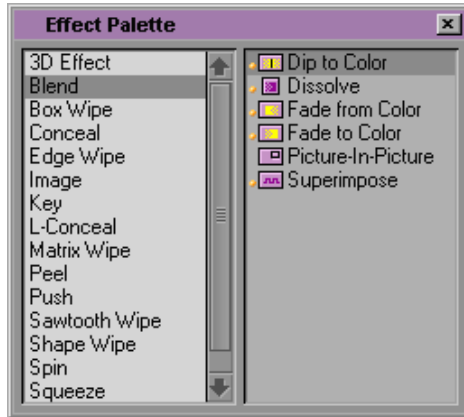 Effect Palette
3D Effect
Blend
Box Wipe
Conceal
Edge Wipe
Image
Key
L-Conceal
Matrix Wipe
Peel
Push
Sawtooth Wipe
Shape Wipe
Spin
Squeeze
Dip to Color
Dissolve
Fade from Color
Fade to Color
Picture-In-Picture
Superimpose